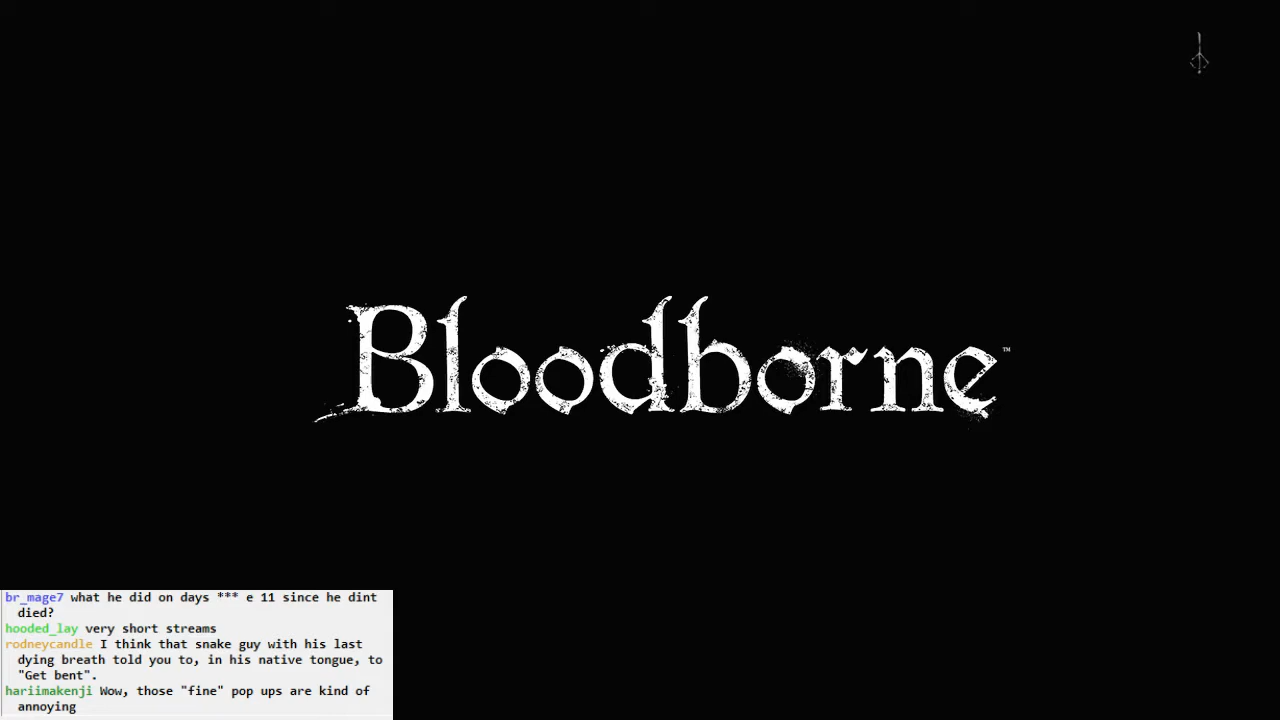 Bloodborne™
br_mage7 what he did on days *** e 11 since he dint
died?
hooded_lay very short streams
rodneycandle I think that snake guy with his last
dying breath told you to, in his native tongue, to
"Get bent".
hariimakenji Wow, those "fine" pop ups are kind of
annoying